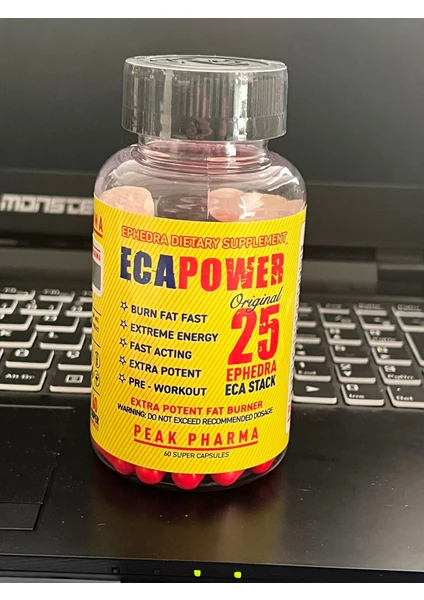 MONSTE
EPHEDRA DIETARY SUPPLEMENT
ECAPOWER
Original
25
EPHEDRA
ECA STACK
☆ BURN FAT FAST
☆ EXTREME ENERGY
☆ FAST ACTING
☆ EXTRA POTENT
☆ PRE - WORKOUT
EXTRA POTENT FAT BURNER
WARNING: DO NOT EXCEED RECOMMENDED DOSAGE
PEAK PHARMA
60 SUPER CAPSULES